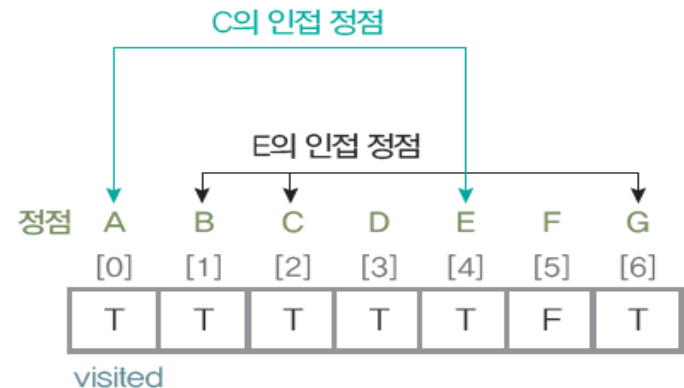 C의 인접 정점
E의 인접 정점
정점 A B C D E F G
[0] [1] [2] [3] [4] [5] [6]
T T T T T F T
visited